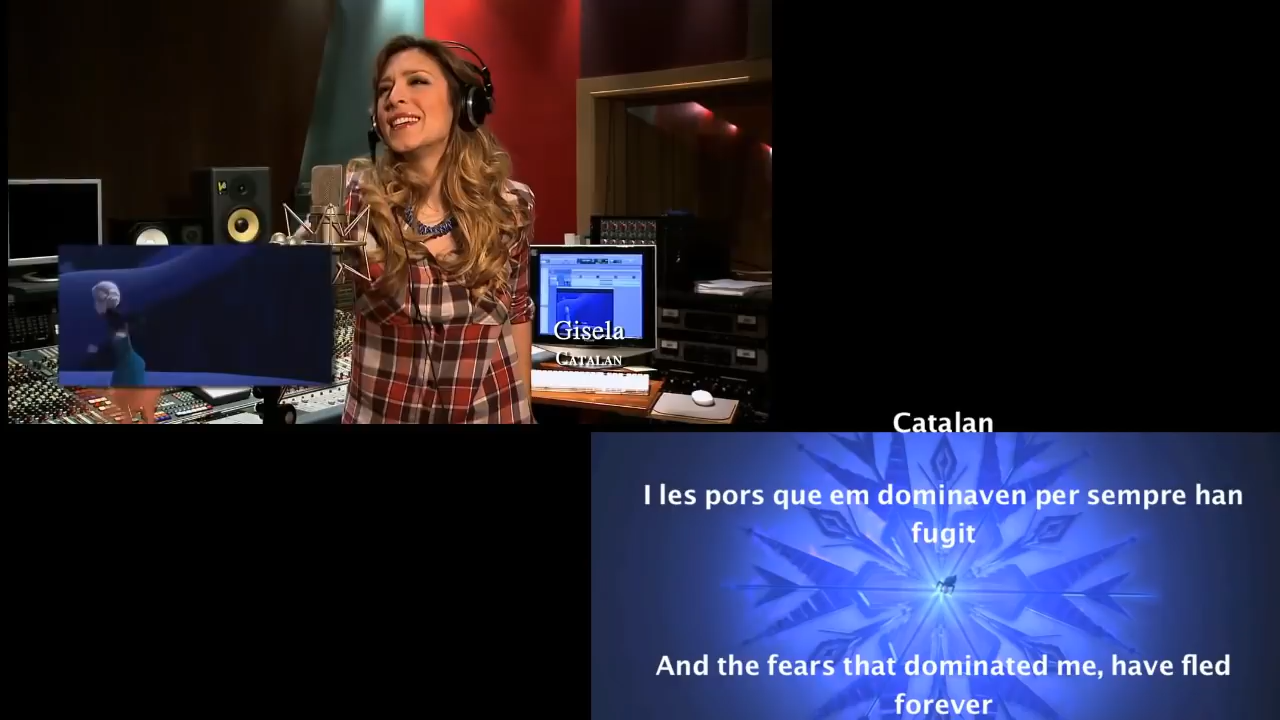 Gisela
CATALAN
Catalan
I les pors que em dominaven per sempre han
fugit
And the fears that dominated me, have fled
forever